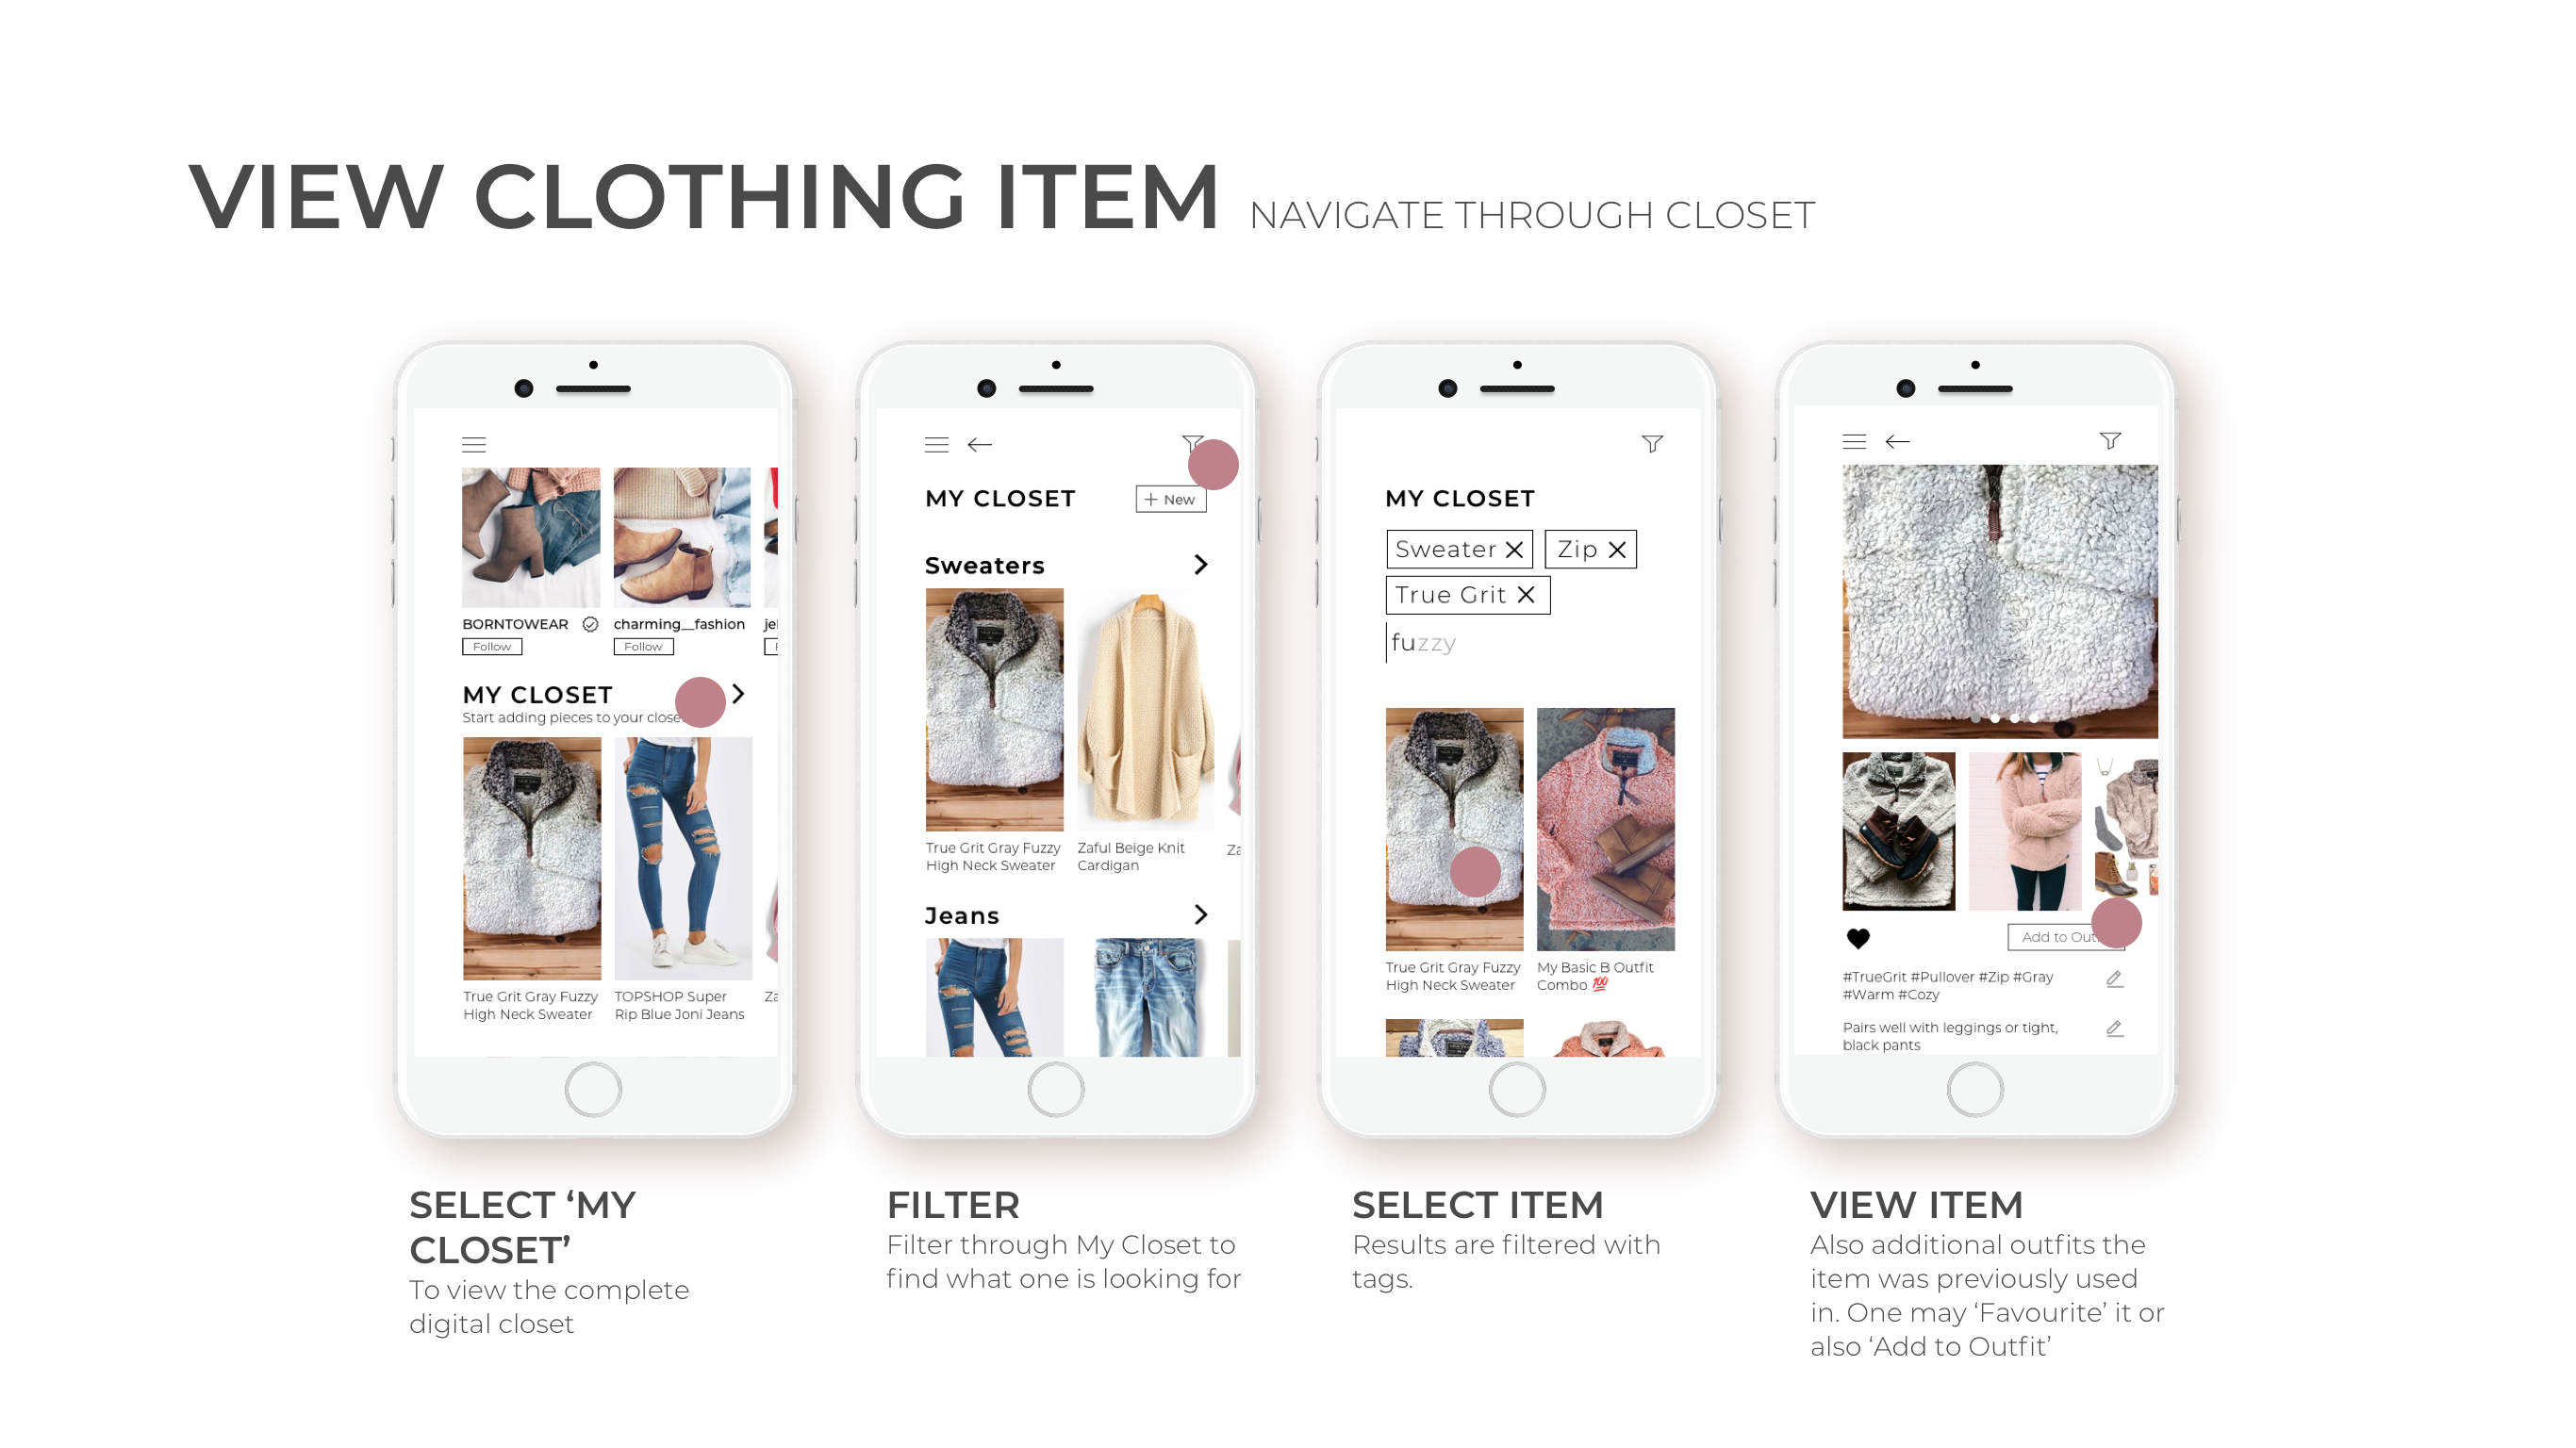 VIEW CLOTHING ITEM NAVIGATE THROUGH CLOSET
BORNTOWEAR
Follow
charming__fashion
Follow
MY CLOSET
Start adding pieces to your
True Grit Gray Fuzzy
High Neck Sweater
TOPSHOP Super
Rip Blue Joni Jeans
MY CLOSET
+ New
Sweaters
True Grit Gray Fuzzy
High Neck Sweater
Zaful Beige Knit
Cardigan
Za
Jeans
MY CLOSET
Sweater X
Zip X
True Grit X
fuzzy
True Grit Gray Fuzzy
High Neck Sweater
My Basic B Outfit
Combo 💯
Add to
#TrueGrit #Pullover #Zip #Gray
#Warm #Cozy
Pairs well with leggings or tight,
black pants
SELECT ‘MY
CLOSET’
To view the complete
digital closet
FILTER
Filter through My Closet to
find what one is looking for
SELECT ITEM
Results are filtered with
tags.
VIEW ITEM
Also additional outfits the
item was previously used
in. One may ‘Favourite’ it or
also ‘Add to Outfit’